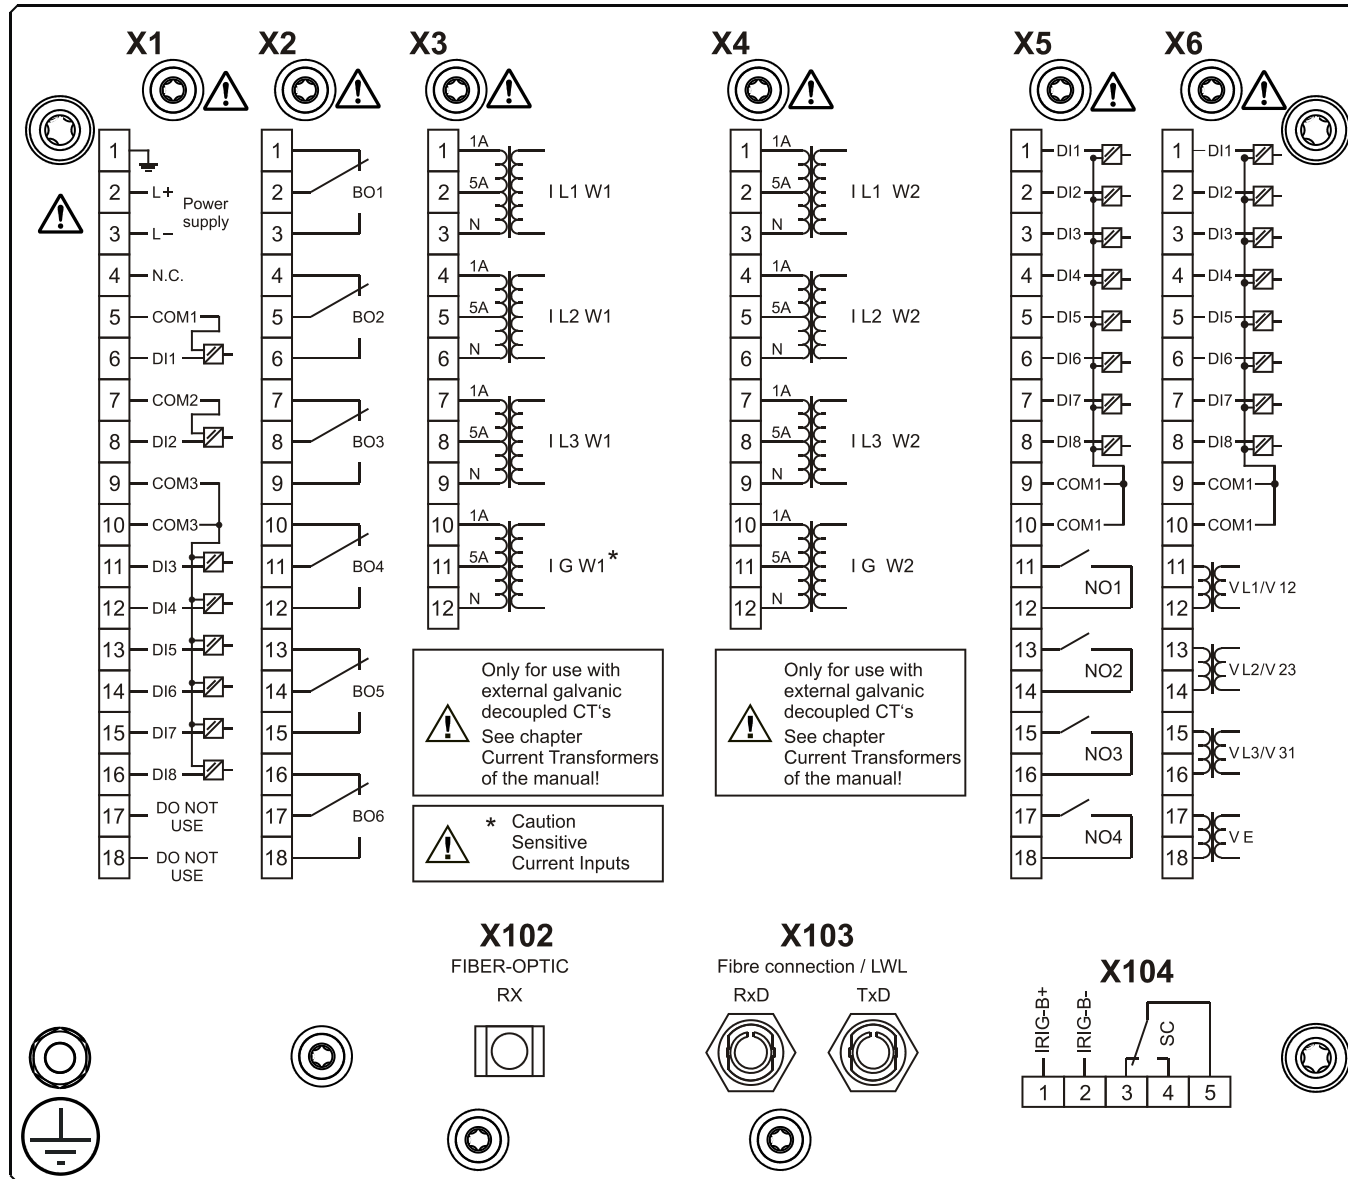 X1
1
2 L+
Power
supply
3 L–
4 N.C.
5 COM1
6 DI1
7 COM2
8 DI2
9 COM3
10 COM3
11 DI3
12 DI4
13 DI5
14 DI6
15 DI7
16 DI8
17 DO NOT
USE
18 DO NOT
USE
X2
1
2 BO1
3
4
5 BO2
6
7
8 BO3
9
10
11 BO4
12
13
14 BO5
15
16
17 BO6
18
X3
1 1A
2 5A I L1 W1
3 N
4 1A
5 5A I L2 W1
6 N
7 1A
8 5A I L3 W1
9 N
10 1A
11 5A I G W1*
12 N
Only for use with
external galvanic
decoupled CT‘s
See chapter
Current Transformers
of the manual!
* Caution
Sensitive
Current Inputs
X4
1 1A
2 5A I L1 W2
3 N
4 1A
5 5A I L2 W2
6 N
7 1A
8 5A I L3 W2
9 N
10 1A
11 5A I G W2
12 N
Only for use with
external galvanic
decoupled CT‘s
See chapter
Current Transformers
of the manual!
X5
1 DI1
2 DI2
3 DI3
4 DI4
5 DI5
6 DI6
7 DI7
8 DI8
9 COM1
10 COM1
11
NO1
12
13
NO2
14
15
NO3
16
17
NO4
18
X6
1 DI1
2 DI2
3 DI3
4 DI4
5 DI5
6 DI6
7 DI7
8 DI8
9 COM1
10 COM1
11
V L1/V 12
12
13
V L2/V 23
14
15
V L3/V 31
16
17
V E
18
X102
FIBER-OPTIC
RX
X103
Fibre connection / LWL
RxD TxD
X104
IRIG-B+
IRIG-B-
SC
1 2 3 4 5